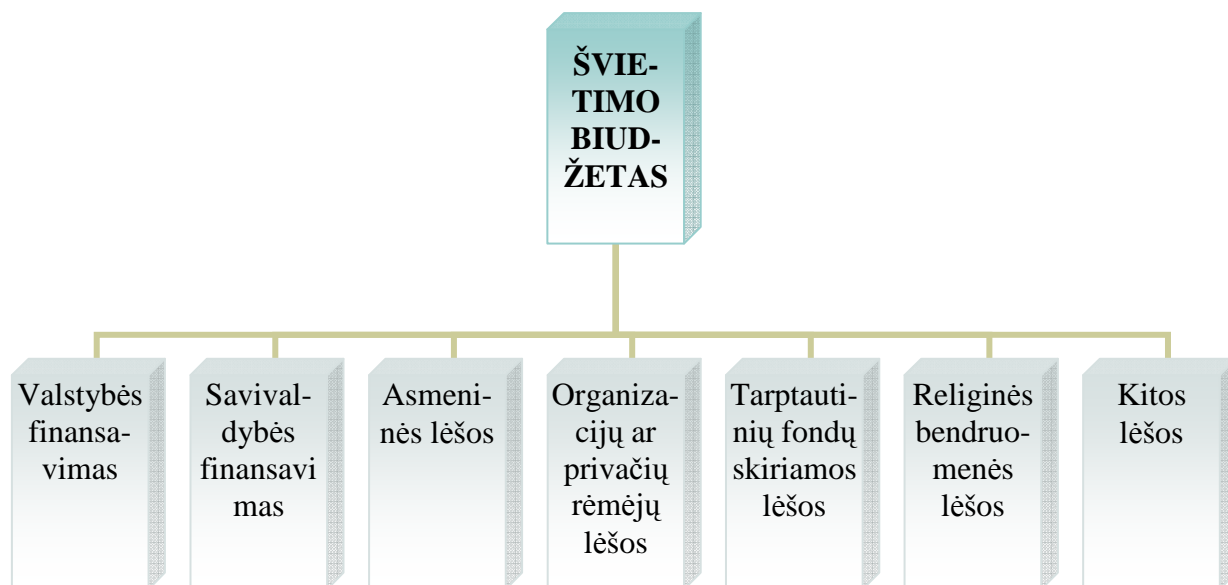 ŠVIE-
TIMO
BIUD-
ŽETAS
Valstybės
finansa-
vimas
Savival-
dybės
finansavi
mas
Asmeni-
nės lėšos
Organiza-
cijų ar
privačių
rėmėjų
lėšos
Tarptauti-
nių fondų
skiriamos
lėšos
Religinės
bendruo-
menės
lėšos
Kitos
lėšos